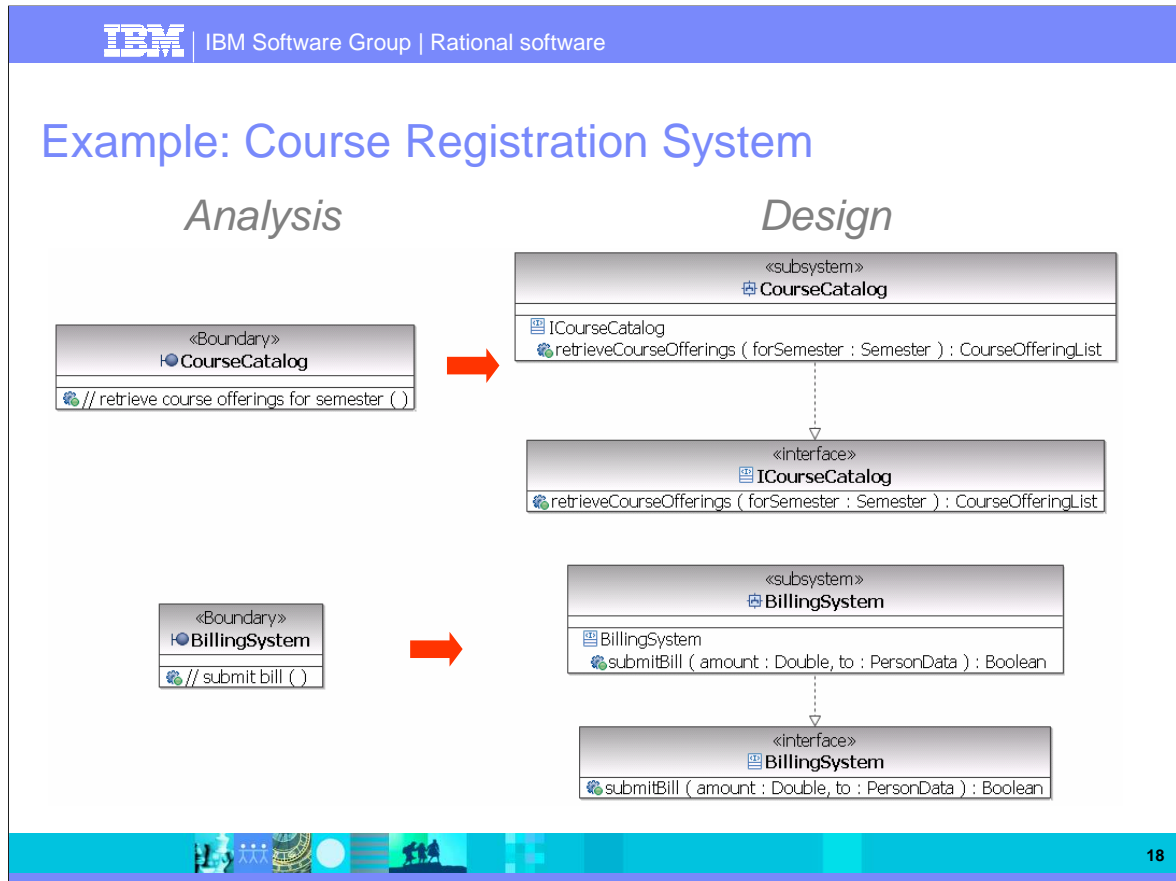 IBM | IBM Software Group | Rational software
Example: Course Registration System
Analysis
Design
«Boundary»
CourseCatalog
// retrieve course offerings for semester ( )
«subsystem»
CourseCatalog
ICourseCatalog
retrieveCourseOfferings ( forSemester : Semester ) : CourseOfferingList
«interface»
ICourseCatalog
retrieveCourseOfferings ( forSemester : Semester ) : CourseOfferingList
«Boundary»
BillingSystem
// submit bill ( )
«subsystem»
BillingSystem
BillingSystem
submitBill ( amount : Double, to : PersonData ) : Boolean
«interface»
BillingSystem
submitBill ( amount : Double, to : PersonData ) : Boolean
18